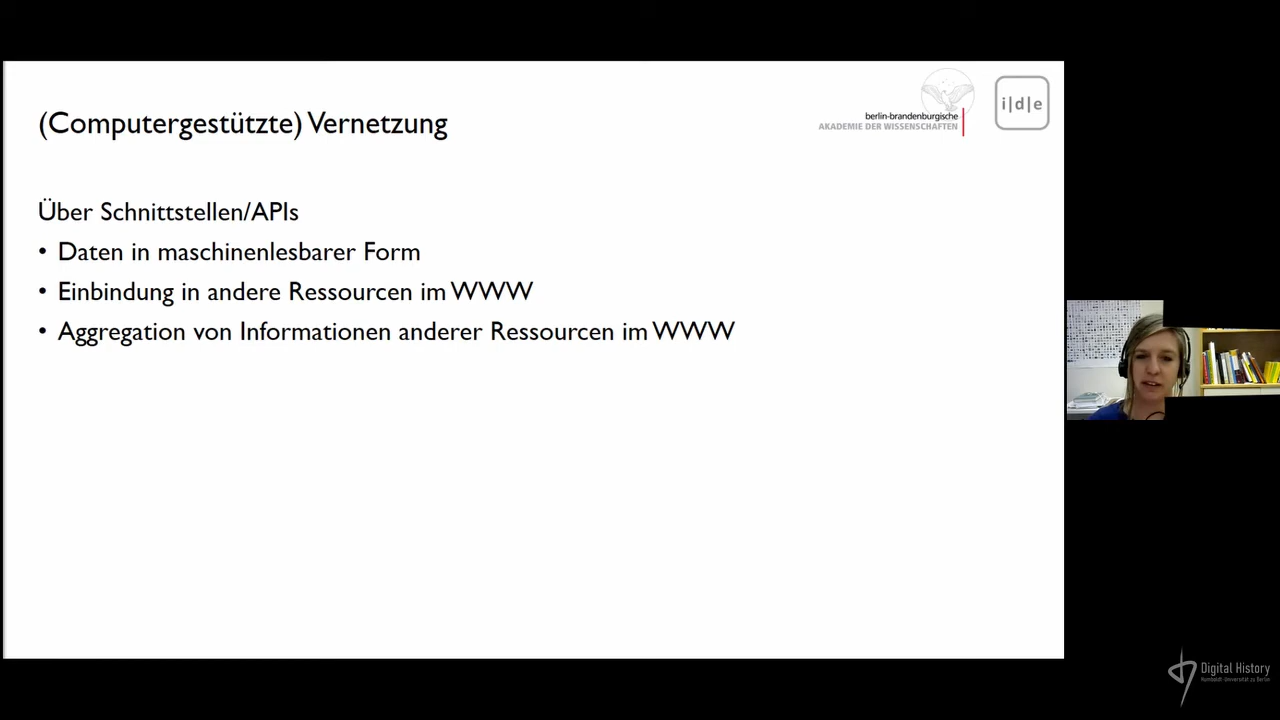 (Computergestützte) Vernetzung
berlin-brandenburgische
AKADEMIE DER WISSENSCHAFTEN
i|d|e
Über Schnittstellen/APIs
• Daten in maschinenlesbarer Form
• Einbindung in andere Ressourcen im WWW
• Aggregation von Informationen anderer Ressourcen im WWW
Digital History
Humboldt-Universität zu Berlin